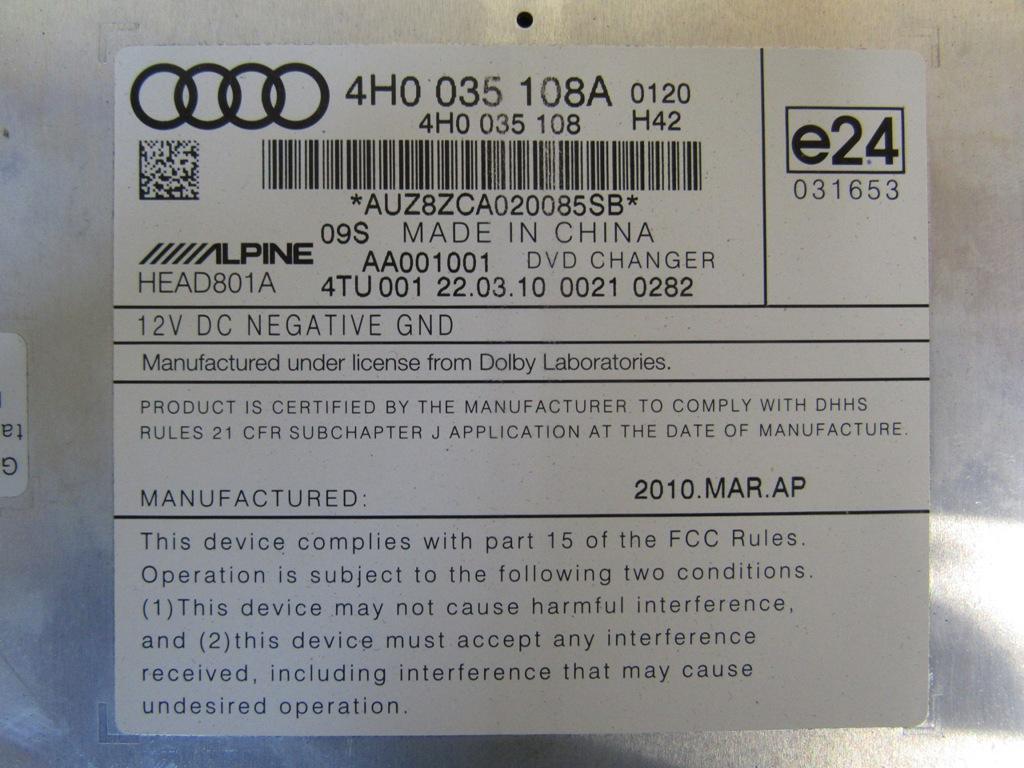 4H0 035 108A 0120
4H0 035 108 H42
e24
031653
*AUZ8ZCA020085SB*
09S MADE IN CHINA
ALPINE AA001001 DVD CHANGER
HEAD801A 4TU 001 22.03.10 0021 0282
12V DC NEGATIVE GND
Manufactured under license from Dolby Laboratories.
PRODUCT IS CERTIFIED BY THE MANUFACTURER TO COMPLY WITH DHHS
RULES 21 CFR SUBCHAPTER J APPLICATION AT THE DATE OF MANUFACTURE.
MANUFACTURED: 2010.MAR.AP
This device complies with part 15 of the FCC Rules.
Operation is subject to the following two conditions.
(1)This device may not cause harmful interference,
and (2)this device must accept any interference
received, including interference that may cause
undesired operation.